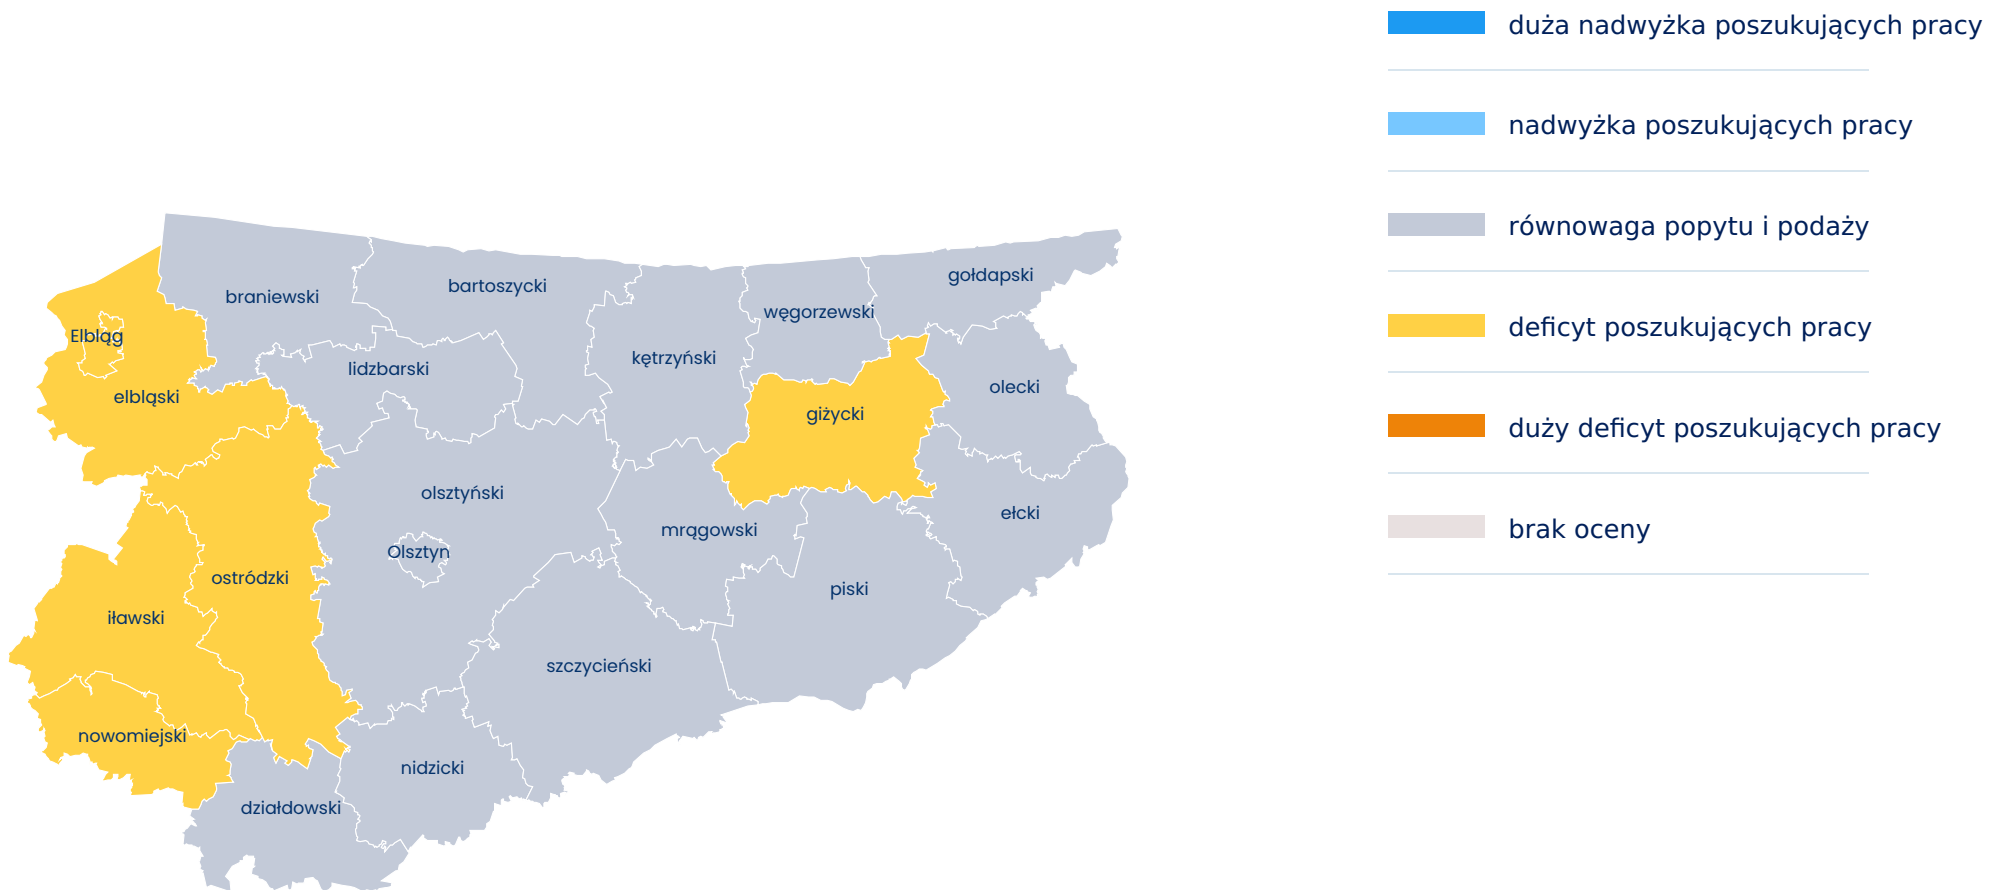 duża nadwyżka poszukujących pracy
nadwyżka poszukujących pracy
równowaga popytu i podaży
deficyt poszukujących pracy
duży deficyt poszukujących pracy
brak oceny
gołdapski
bartoszycki
braniewski
węgorzewski
Elbląg
kętrzyński
lidzbarski
olecki
elbląski
giżycki
olsztyński
ełcki
mrągowski
Olsztyn
ostródzki
piski
iławski
szczycieński
nowomiejski
nidzicki
działdowski